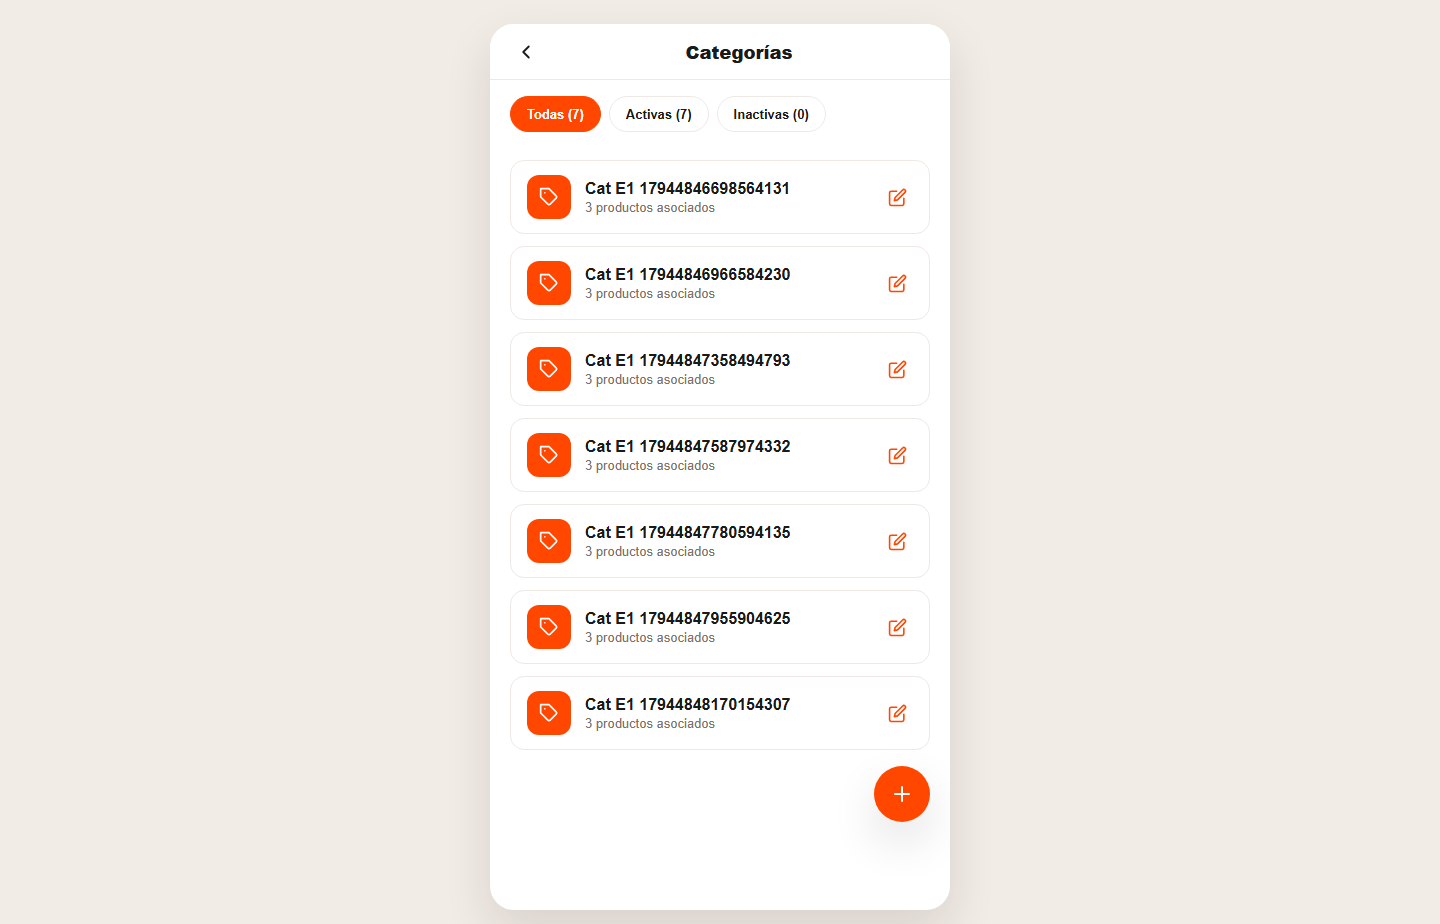 Categorías
Todas (7) Activas (7) Inactivas (0)
Cat E1 17944846698564131
3 productos asociados
Cat E1 17944846966584230
3 productos asociados
Cat E1 17944847358494793
3 productos asociados
Cat E1 17944847587974332
3 productos asociados
Cat E1 17944847780594135
3 productos asociados
Cat E1 17944847955904625
3 productos asociados
Cat E1 17944848170154307
3 productos asociados